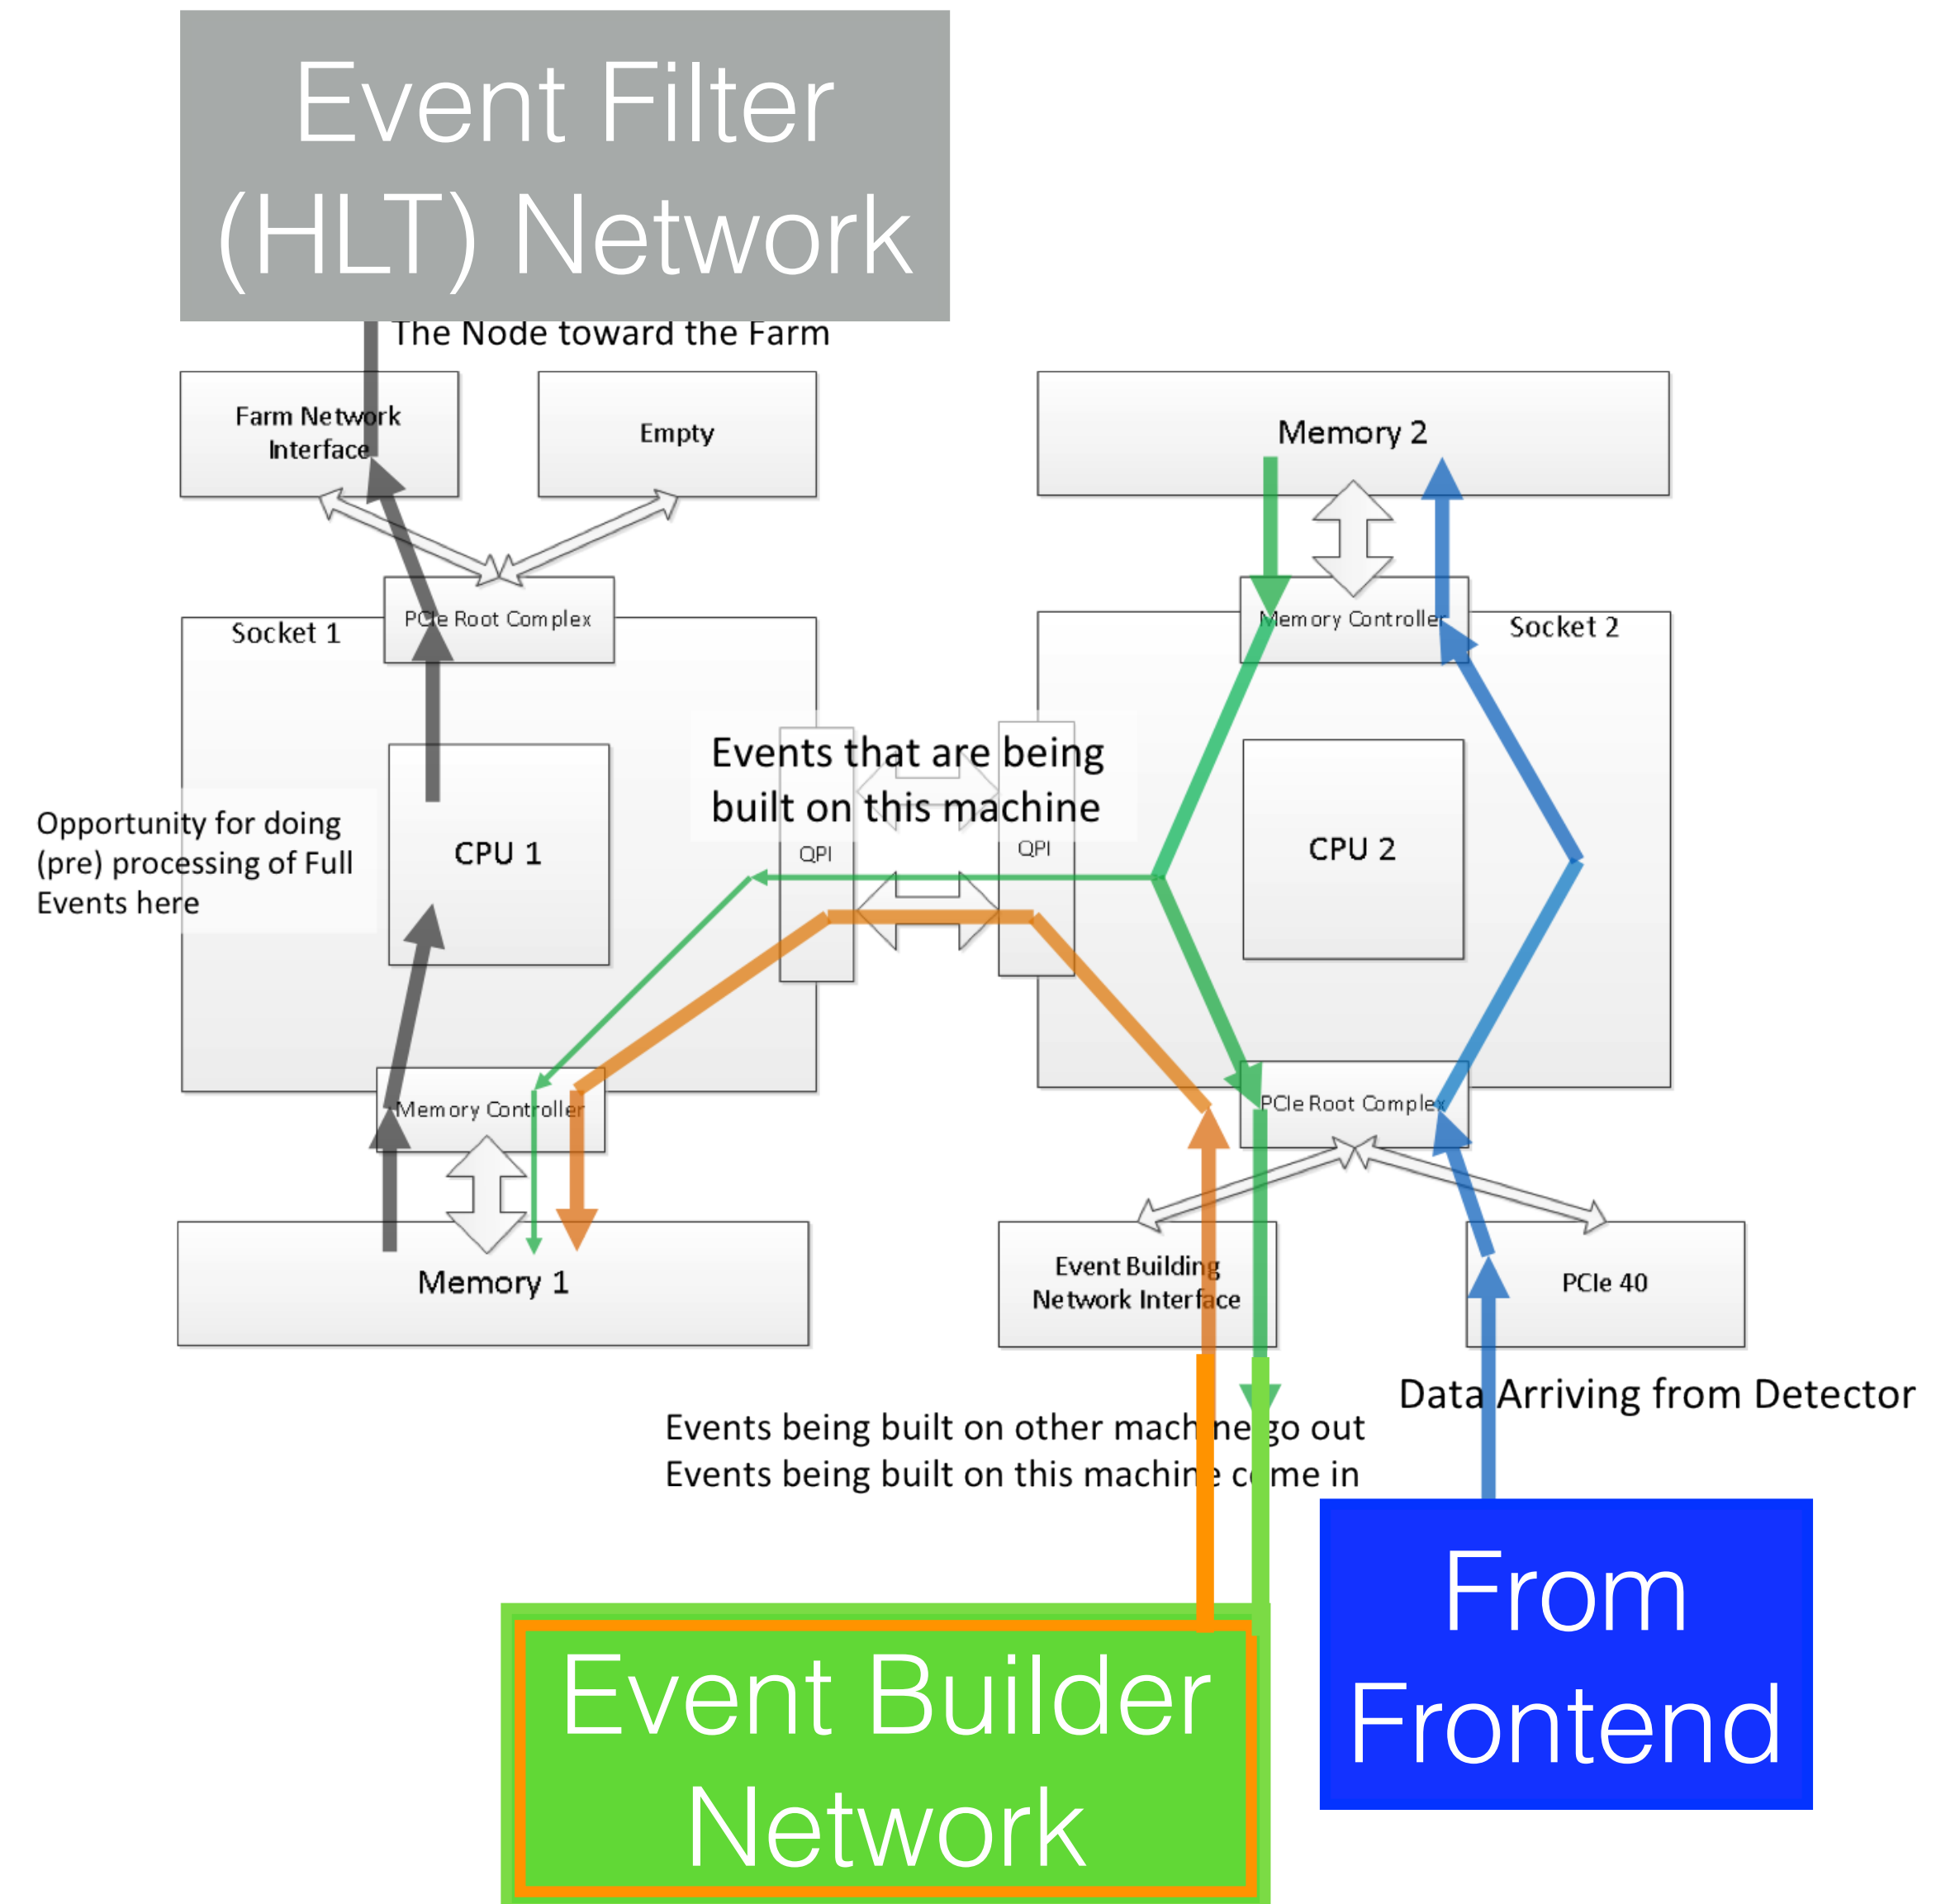 Event Filter
(HLT) Network
The Node toward the Farm
Farm Network
Interface
Empty
Memory 2
PCIe Root Complex
Memory Controller
Socket 1
Socket 2
Events that are being
built on this machine
Opportunity for doing
(pre) processing of Full
Events here
CPU 1
QPI
QPI
CPU 2
Memory Controller
PCIe Root Complex
Memory 1
Event Building
Network Interface
PCIe 40
Data Arriving from Detector
Events being built on other machine go out
Events being built on this machine come in
From
Frontend
Event Builder
Network